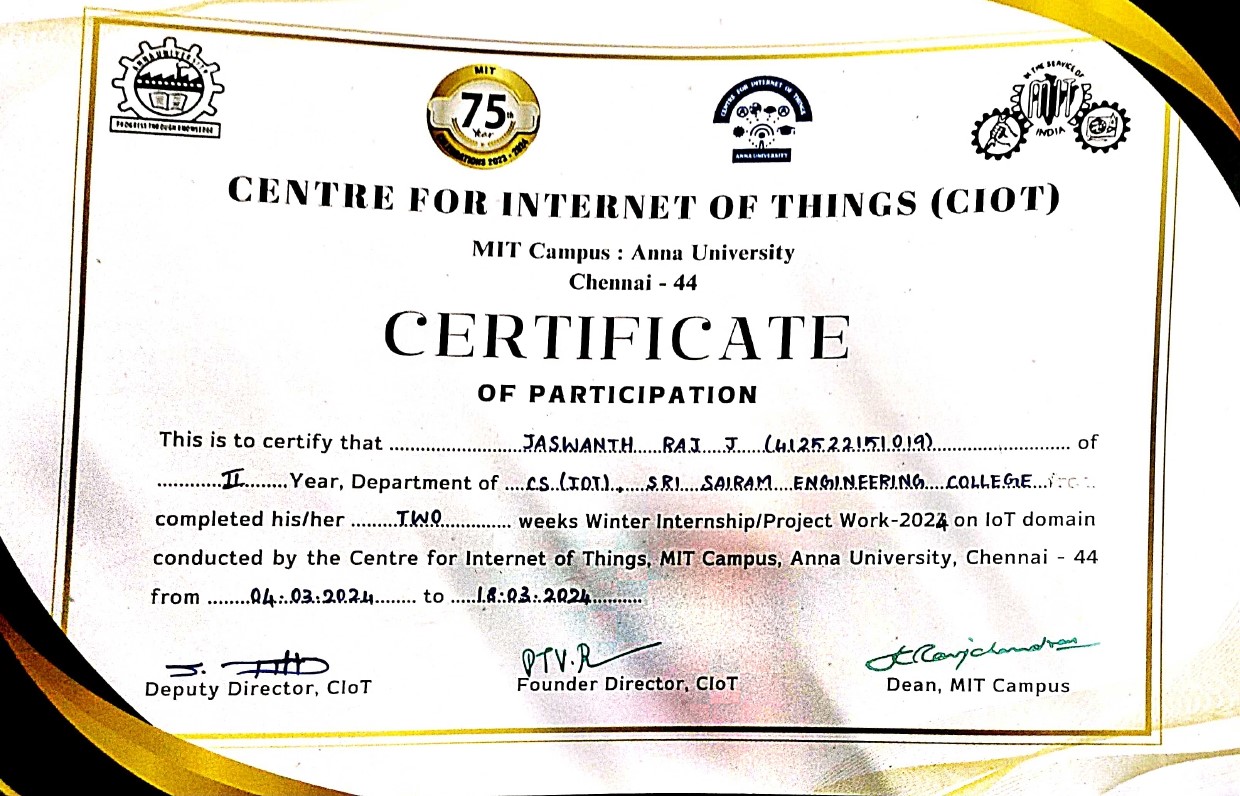 ANNA UNIVERSITY
PROGRESS THROUGH KNOWLEDGE
MIT
75th
Year
CELEBRATIONS 2023 - 2024
CENTRE FOR INTERNET OF THINGS
ANNA UNIVERSITY
IN THE SERVICE OF
MIT
INDIA
CENTRE FOR INTERNET OF THINGS (CIOT)
MIT Campus : Anna University
Chennai - 44
CERTIFICATE
OF PARTICIPATION
This is to certify that JASWANTH RAJ J (412522151019) of
II Year, Department of CS (IOT), SRI SAIRAM ENGINEERING COLLEGE
completed his/her TWO weeks Winter Internship/Project Work-2024 on IoT domain
conducted by the Centre for Internet of Things, MIT Campus, Anna University, Chennai - 44
from 04.03.2024 to 18.03.2024
PTV.R
Deputy Director, CIoT Founder Director, CIoT Dean, MIT Campus